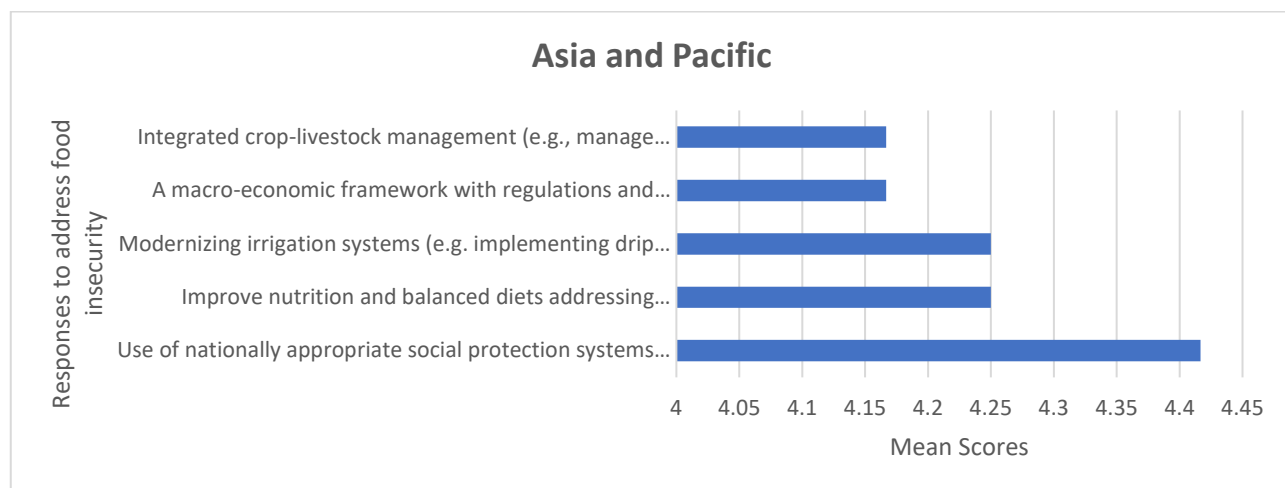 Asia and Pacific
Responses to address food
insecurity
Integrated crop-livestock management (e.g., manage...
A macro-economic framework with regulations and...
Modernizing irrigation systems (e.g. implementing drip...
Improve nutrition and balanced diets addressing...
Use of nationally appropriate social protection systems...
4 4.05 4.1 4.15 4.2 4.25 4.3 4.35 4.4 4.45
Mean Scores